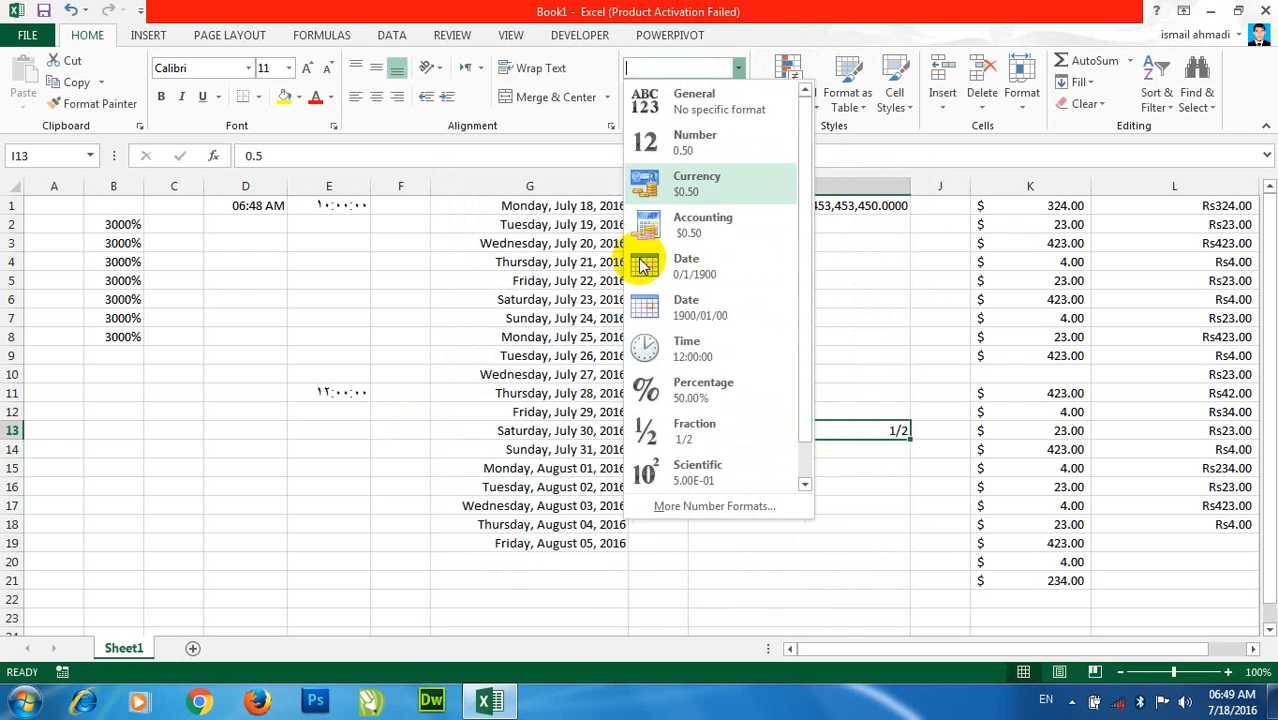 Book1 - Excel (Product Activation Failed)
FILE HOME INSERT PAGE LAYOUT FORMULAS DATA REVIEW VIEW DEVELOPER POWERPIVOT ismail ahmadi
Cut
Copy
Format Painter
Paste
Clipboard
Calibri 11
B I U
Font
Wrap Text
Merge & Center
Alignment
Format as Table
Cell Styles
Styles
Insert Delete Format
Cells
AutoSum
Fill
Clear
Sort & Filter
Find & Select
Editing
I13 0.5
General
No specific format
Number
0.50
Currency
$0.50
Accounting
$0.50
Date
0/1/1900
Date
1900/01/00
Time
12:00:00
Percentage
50.00%
Fraction
1/2
Scientific
5.00E-01
More Number Formats...
A B C D E F G J K L
1 06:48 AM ١٠:٠٠:٠٠ Monday, July 18, 2016 453,453,450.0000 $ 324.00 Rs324.00
2 3000% Tuesday, July 19, 2016 $ 23.00 Rs23.00
3 3000% Wednesday, July 20, 2016 $ 423.00 Rs423.00
4 3000% Thursday, July 21, 2016 $ 4.00 Rs4.00
5 3000% Friday, July 22, 2016 $ 423.00 Rs23.00
6 3000% Saturday, July 23, 2016 $ 423.00 Rs423.00
7 3000% Sunday, July 24, 2016 $ 4.00 Rs4.00
8 3000% Monday, July 25, 2016 $ 23.00 Rs423.00
9 Tuesday, July 26, 2016 $ 423.00 Rs4.00
10 Wednesday, July 27, 2016 Rs23.00
11 ١٢:٠٠:٠٠ Thursday, July 28, 2016 $ 423.00 Rs42.00
12 Friday, July 29, 2016 $ 4.00 Rs34.00
13 Saturday, July 30, 2016 1/2 $ 23.00 Rs23.00
14 Sunday, July 31, 2016 $ 423.00 Rs4.00
15 Monday, August 01, 2016 $ 4.00 Rs234.00
16 Tuesday, August 02, 2016 $ 23.00 Rs4.00
17 Wednesday, August 03, 2016 $ 4.00 Rs423.00
18 Thursday, August 04, 2016 $ 23.00 Rs4.00
19 Friday, August 05, 2016 $ 423.00
20 $ 4.00
21 $ 234.00
22
23
Sheet1
READY 100%
EN 06:49 AM
7/18/2016